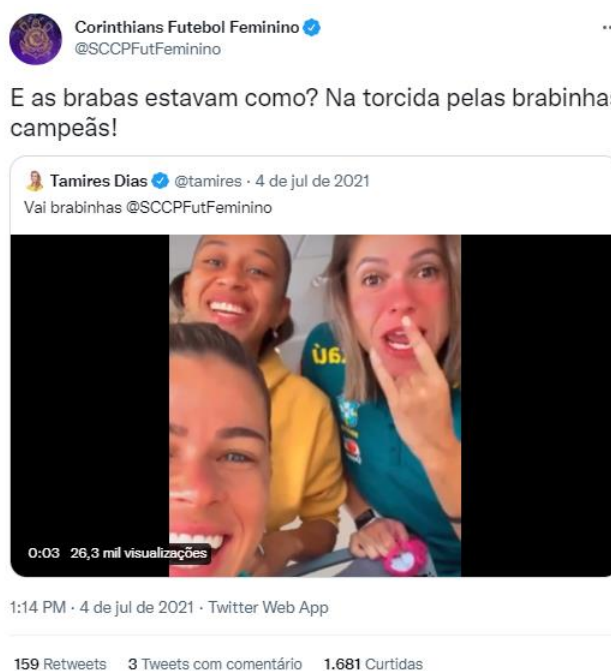 Corinthians Futebol Feminino
@SCCPFutFeminino
E as brabas estavam como? Na torcida pelas brabinhas
campeãs!
Tamires Dias @tamires · 4 de jul de 2021
Vai brabinhas @SCCPFutFeminino
aú
0:03 26,3 mil visualizações
1:14 PM · 4 de jul de 2021 · Twitter Web App
159 Retweets 3 Tweets com comentário 1.681 Curtidas